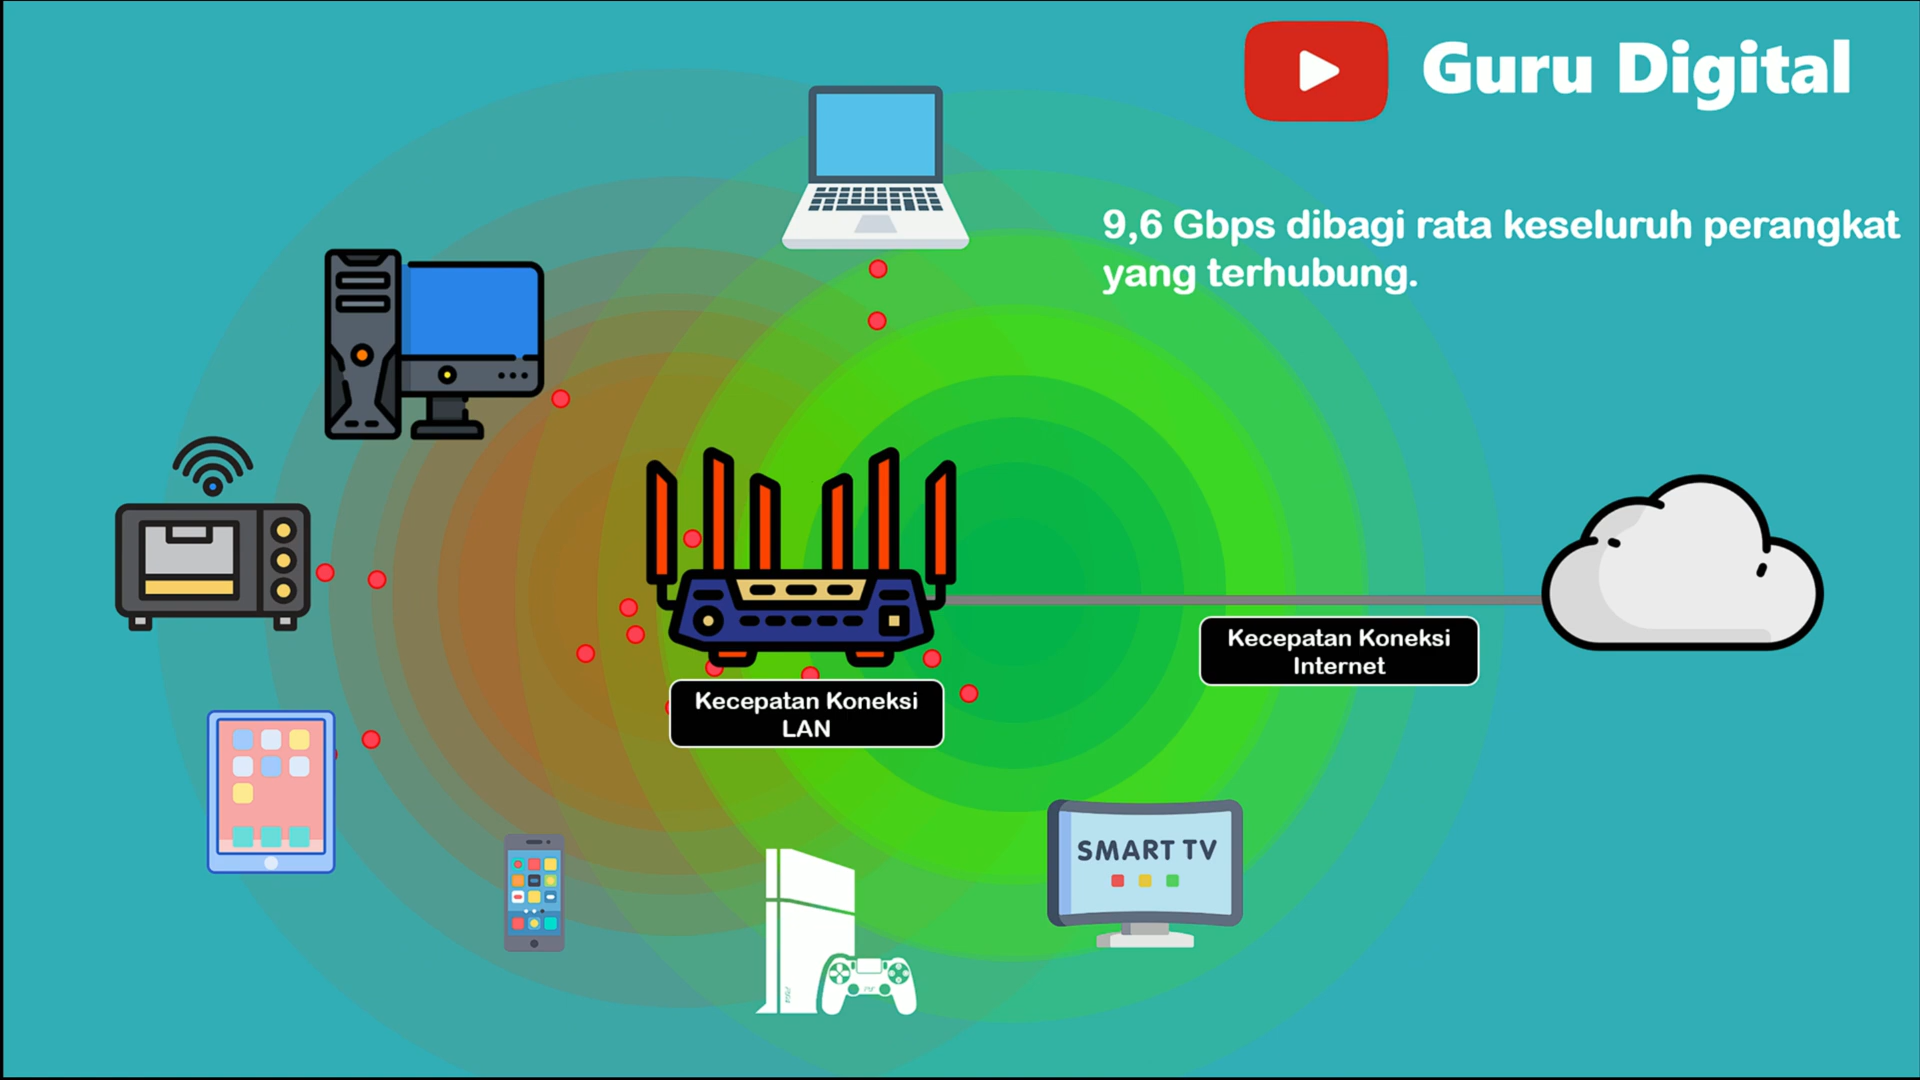 Guru Digital
9,6 Gbps dibagi rata keseluruh perangkat
yang terhubung.
Kecepatan Koneksi
Internet
Kecepatan Koneksi
LAN
SMART TV